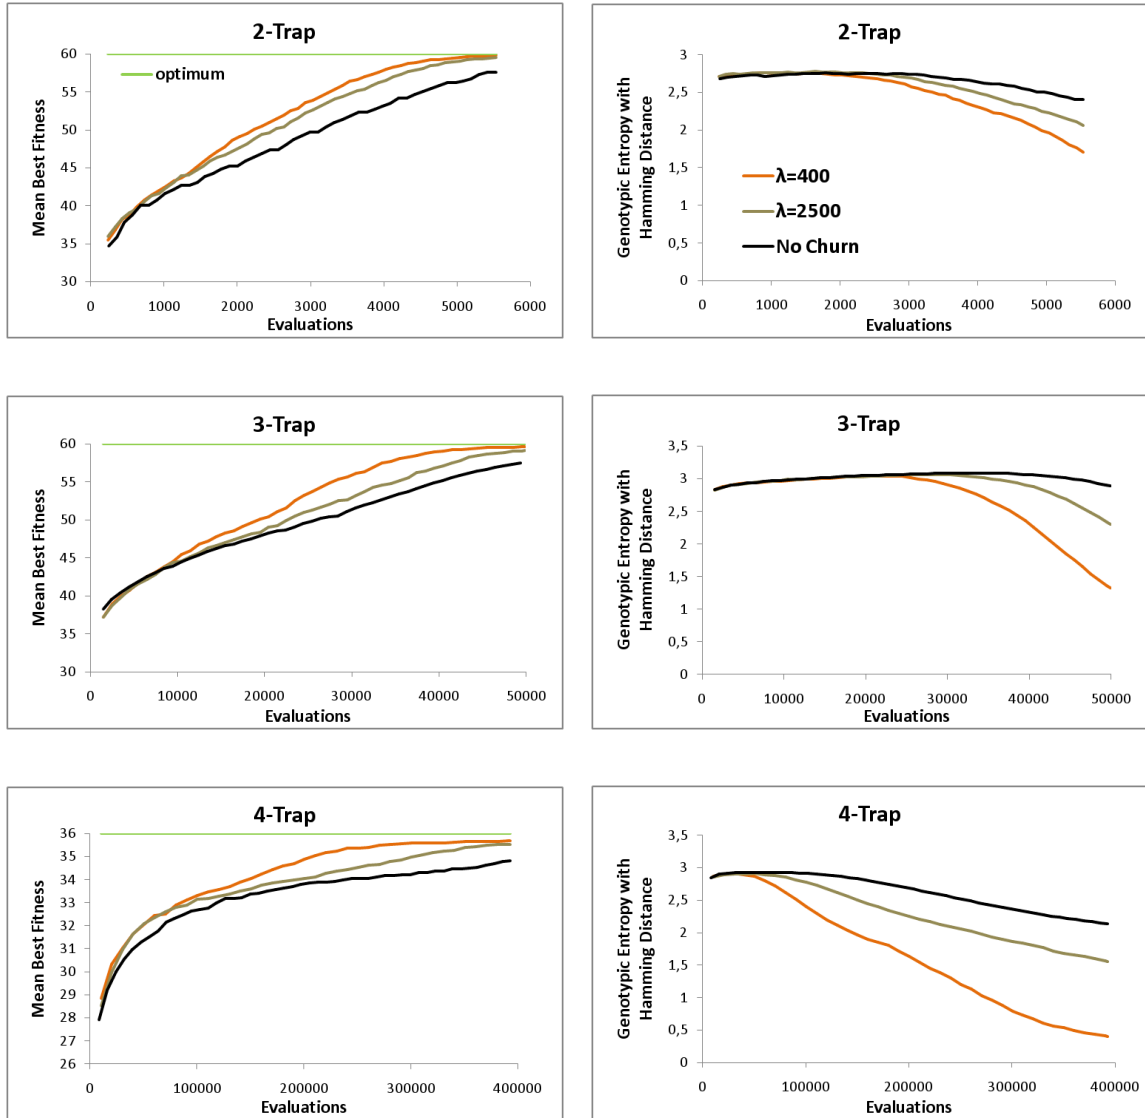 2-Trap
60
55
50
45
40
35
30
optimum
Mean Best Fitness
0 1000 2000 3000 4000 5000 6000
Evaluations
2-Trap
3
2,5
2
1,5
1
0,5
0
λ=400
λ=2500
No Churn
Genotypic Entropy with
Hamming Distance
0 1000 2000 3000 4000 5000 6000
Evaluations
3-Trap
60
55
50
45
40
35
30
Mean Best Fitness
0 10000 20000 30000 40000 50000
Evaluations
3-Trap
3,5
3
2,5
2
1,5
1
0,5
0
Genotypic Entropy with
Hamming Distance
0 10000 20000 30000 40000 50000
Evaluations
4-Trap
36
35
34
33
32
31
30
29
28
27
26
Mean Best Fitness
0 100000 200000 300000 400000
Evaluations
4-Trap
3,5
3
2,5
2
1,5
1
0,5
0
Genotypic Entropy with
Hamming Distance
0 100000 200000 300000 400000
Evaluations